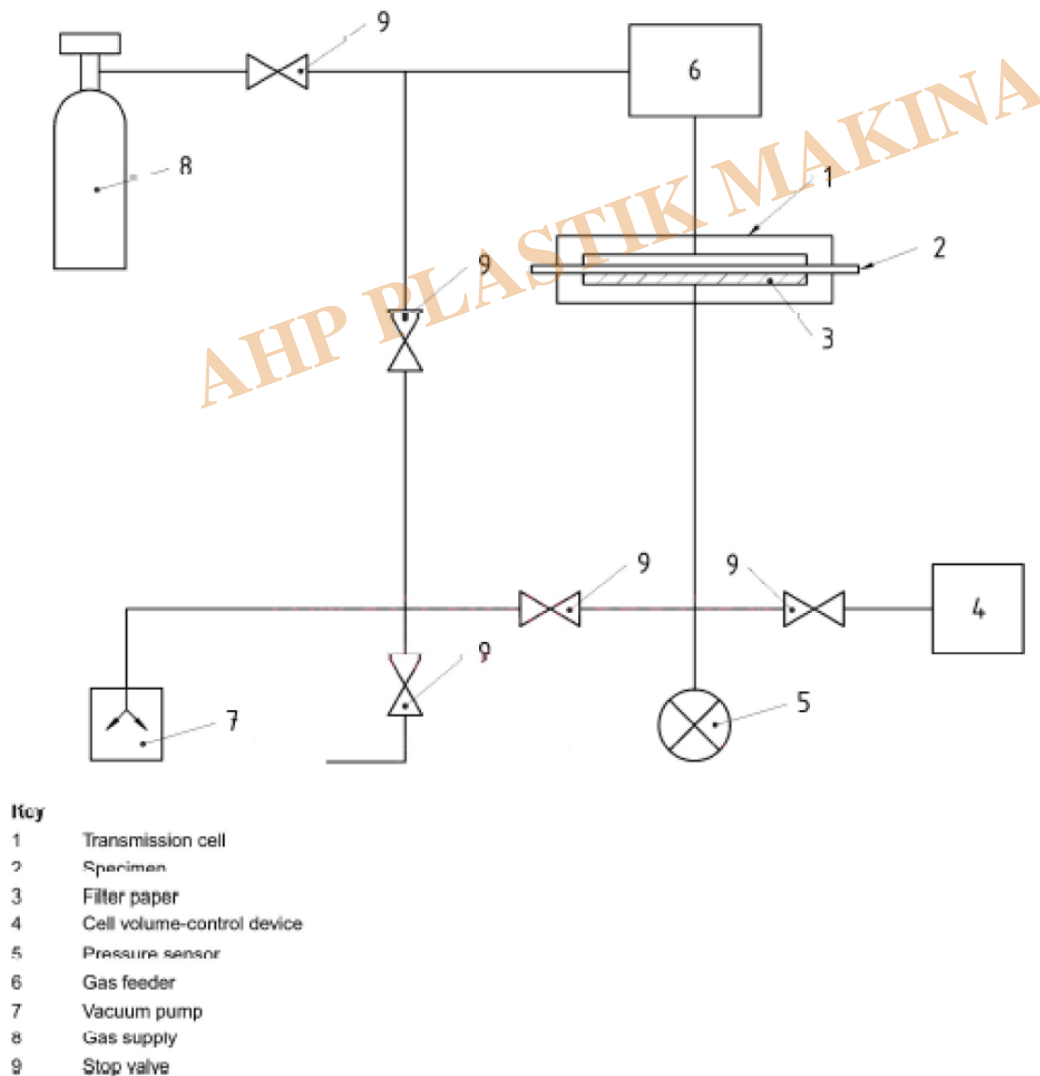 9
6
8
1
2
9
3
9
9
4
9
5
7
AHP PLASTIK MAKINA
Key
1 Transmission cell
2 Specimen
3 Filter paper
4 Cell volume-control device
5 Pressure sensor
6 Gas feeder
7 Vacuum pump
8 Gas supply
9 Stop valve